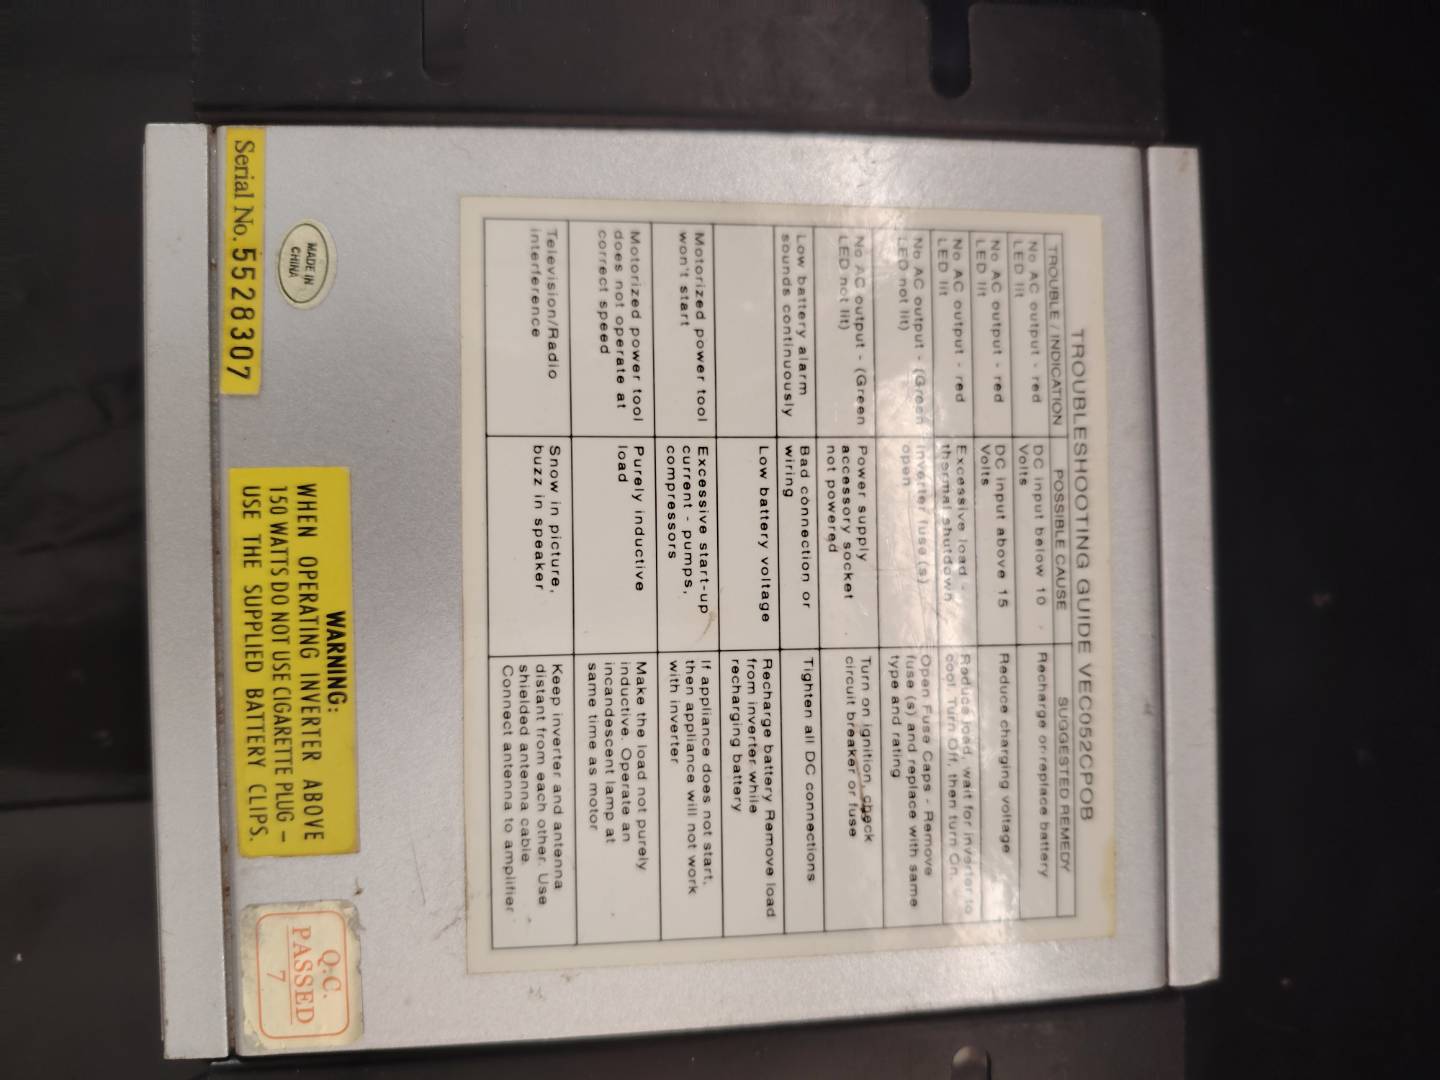 TROUBLESHOOTING GUIDE VEC052CPOB
TROUBLE / INDICATION
POSSIBLE CAUSE
SUGGESTED REMEDY
No AC output - red
LED lit
DC input below 10
Volts
Recharge or replace battery
No AC output - red
LED lit
DC input above 15
Volts
Reduce charging voltage
No AC output - red
LED lit
Excessive load -
thermal shutdown
Reduce load, wait for inverter to
cool. Turn Off, then turn On.
No AC output - (Green
LED not lit)
Inverter fuse (s)
open
Open Fuse Caps - Remove
fuse (s) and replace with same
type and rating
No AC output - (Green
LED not lit)
Power supply
accessory socket
not powered
Turn on ignition, check
circuit breaker or fuse
Low battery alarm
sounds continuously
Bad connection or
wiring
Tighten all DC connections
Low battery voltage
Recharge battery Remove load
from inverter while
recharging battery
Motorized power tool
won't start
Excessive start-up
current - pumps,
compressors
If appliance does not start,
then appliance will not work
with inverter
Motorized power tool
does not operate at
correct speed
Purely inductive
load
Make the load not purely
inductive. Operate an
incandescent lamp at
same time as motor
Television/Radio
interference
Snow in picture,
buzz in speaker
Keep inverter and antenna
distant from each other. Use
shielded antenna cable.
Connect antenna to amplifier
MADE IN
CHINA
Serial No. 5528307
WARNING:
WHEN OPERATING INVERTER ABOVE
150 WATTS DO NOT USE CIGARETTE PLUG –
USE THE SUPPLIED BATTERY CLIPS.
Q.C.
PASSED
7